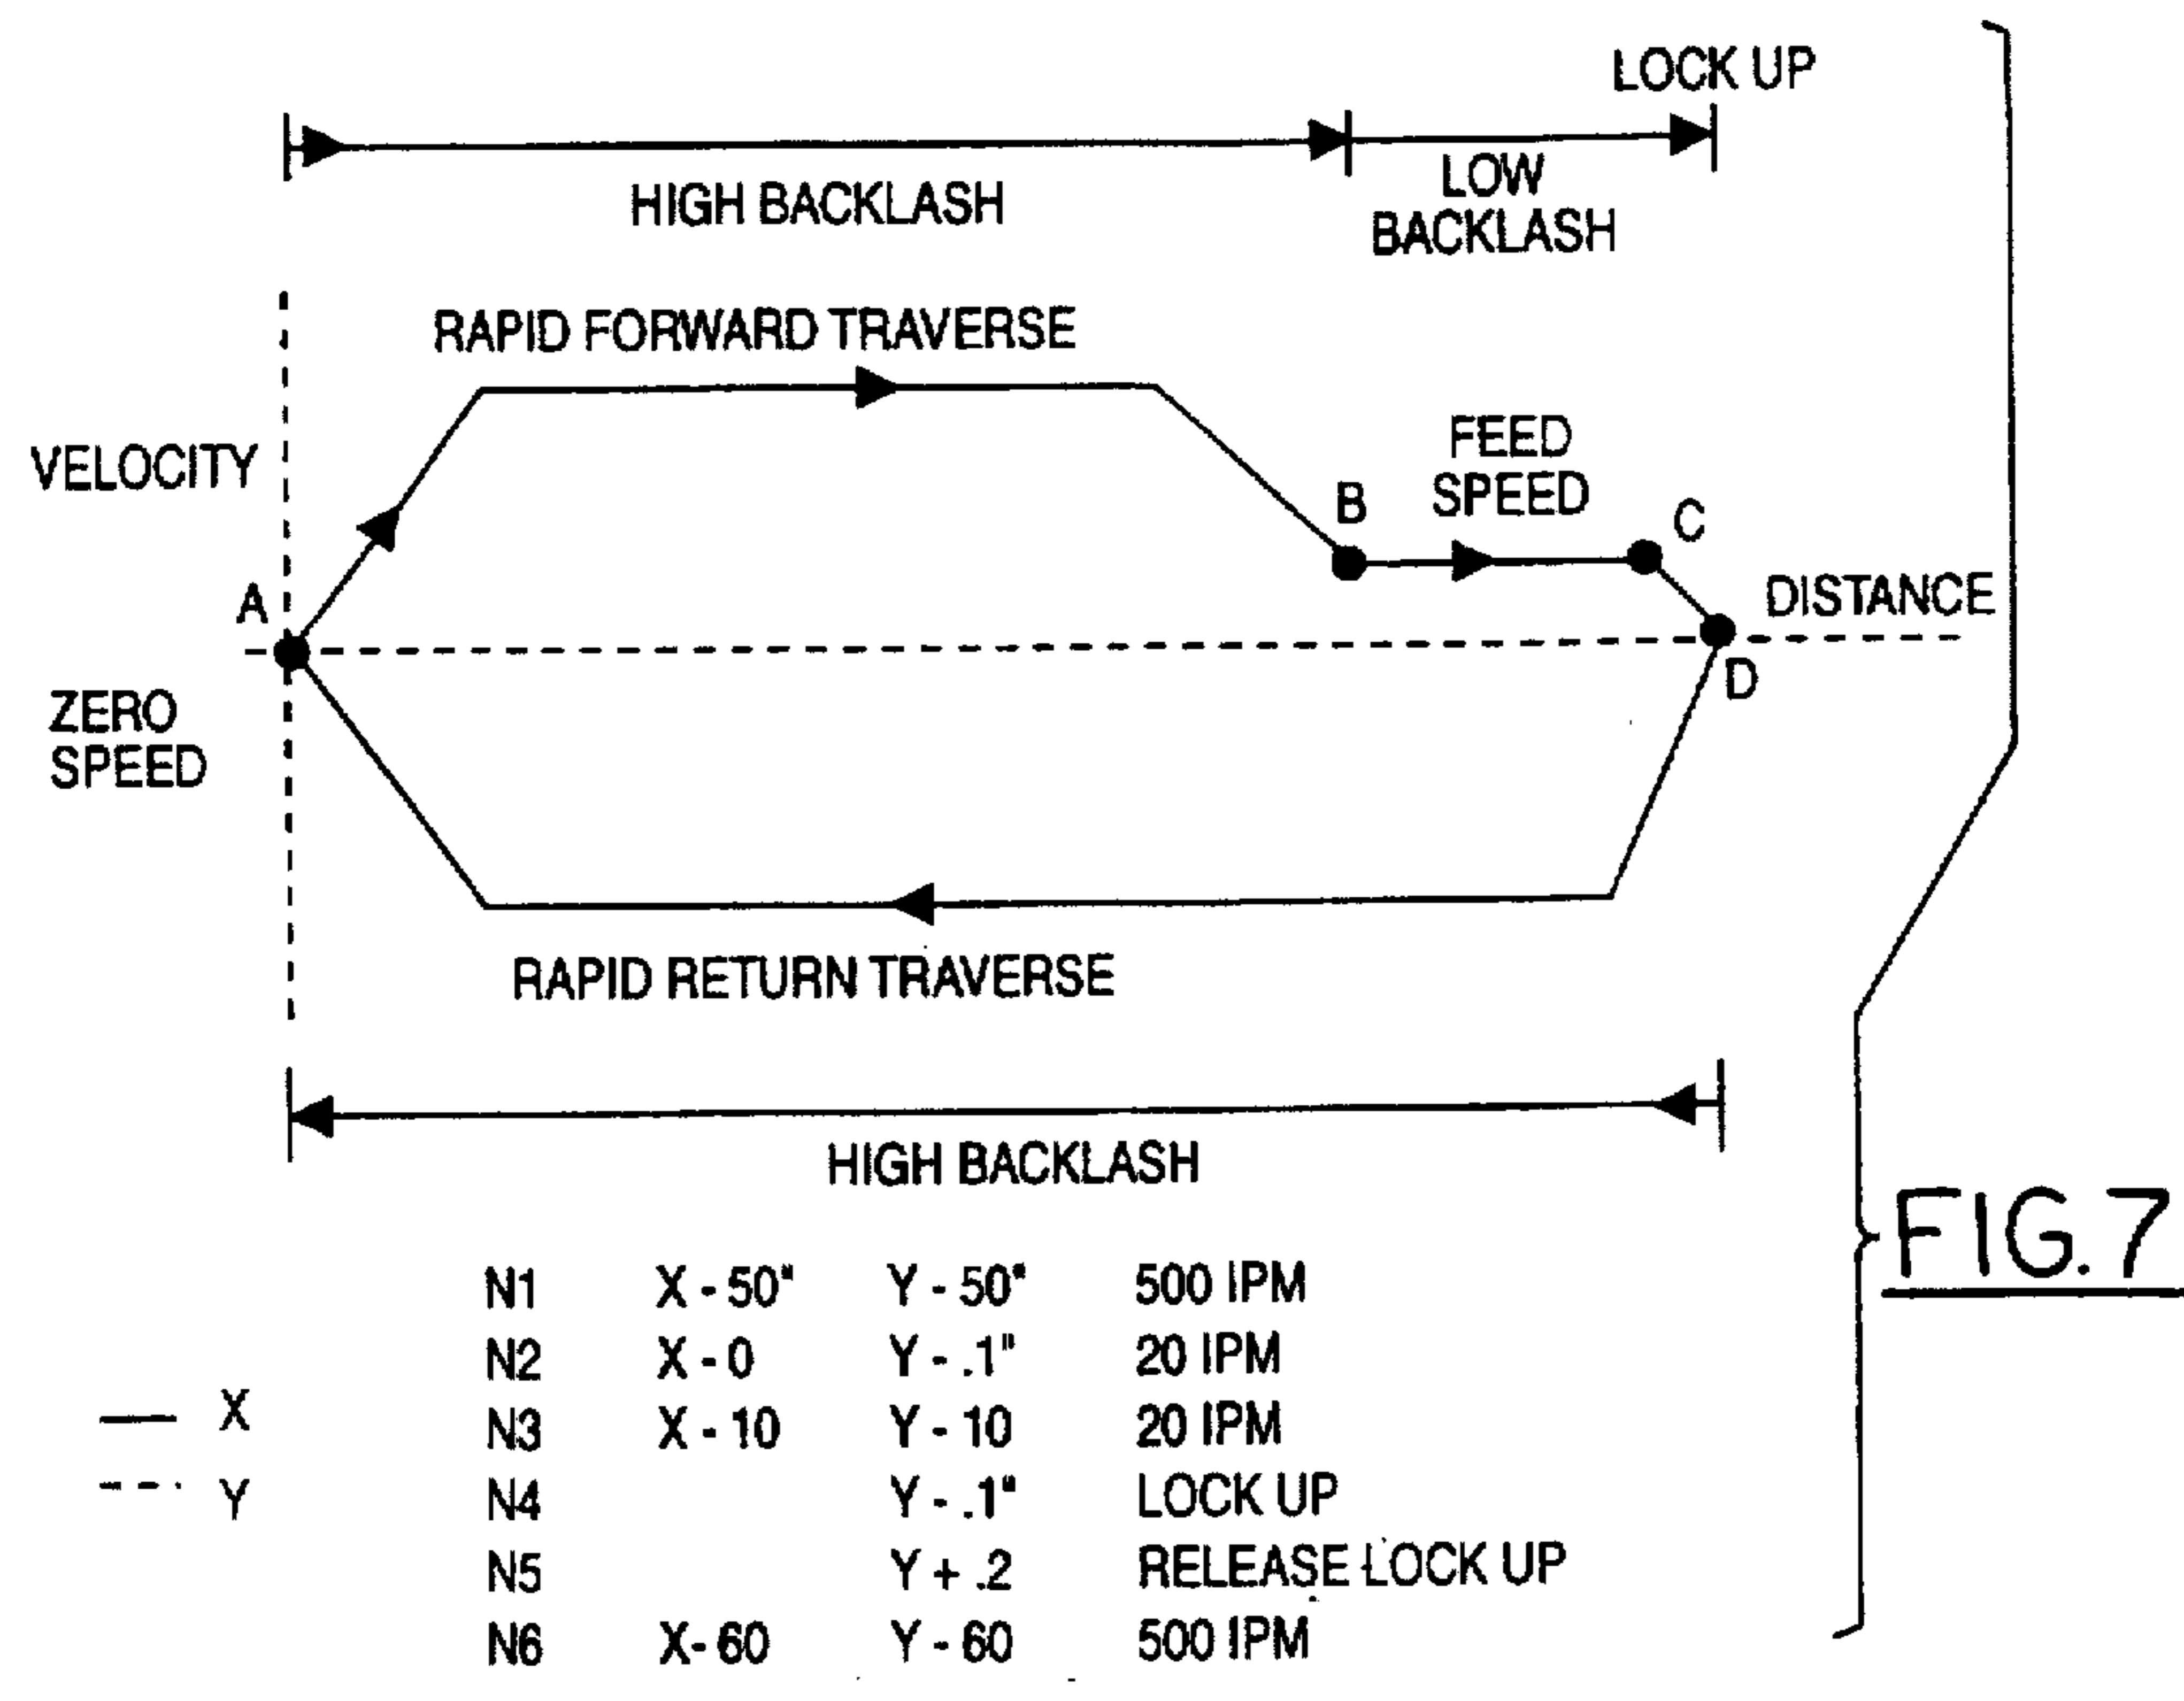 LOCK UP
HIGH BACKLASH
LOW
BACKLASH
RAPID FORWARD TRAVERSE
VELOCITY
FEED
SPEED
B
C
A
DISTANCE
D
ZERO
SPEED
RAPID RETURN TRAVERSE
HIGH BACKLASH
FIG. 7
N1 X - 50" Y - 50" 500 IPM
N2 X - 0 Y - .1" 20 IPM
N3 X - 10 Y - 10 20 IPM
N4 Y - .1" LOCK UP
N5 Y + .2 RELEASE LOCK UP
N6 X- 60 Y - 60 500 IPM
X
Y